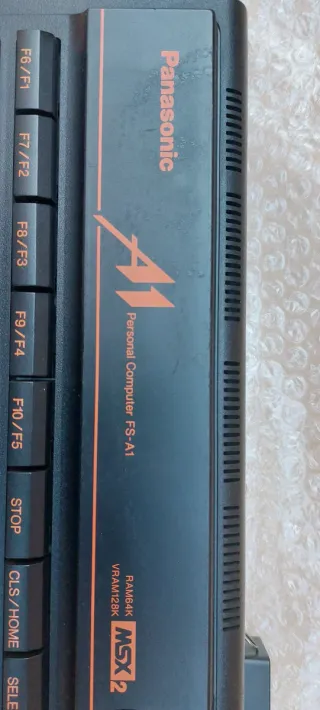 Panasonic
A1
Personal Computer FS-A1
RAM64K
VRAM128K
MSX2
F6/F1
F7/F2
F8/F3
F9/F4
F10/F5
STOP
CLS/HOME
SELE